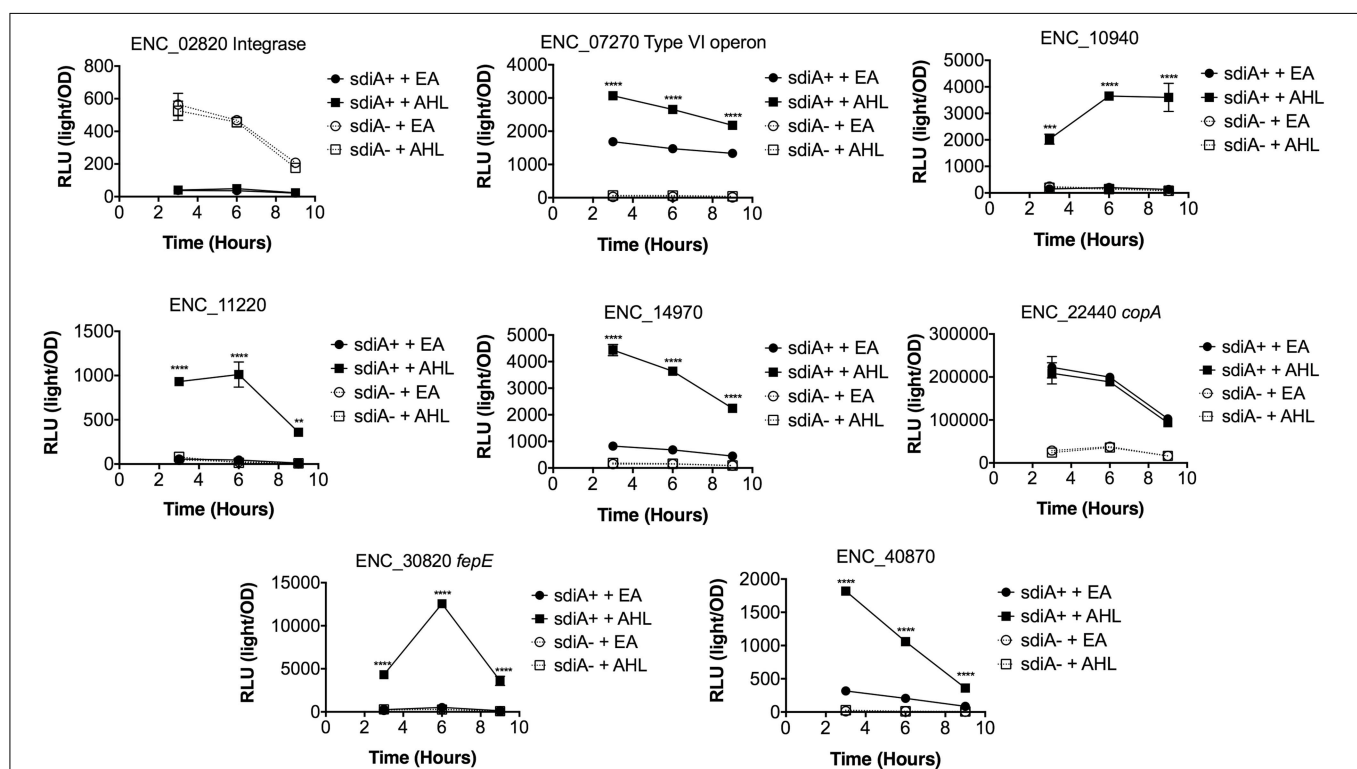 ENC_02820 Integrase
800
600
400
200
0
RLU (light/OD)
0 2 4 6 8 10
Time (Hours)
sdiA+ + EA
sdiA+ + AHL
sdiA- + EA
sdiA- + AHL
ENC_07270 Type VI operon
4000
3000
2000
1000
0
RLU (light/OD)
**** **** ****
0 2 4 6 8 10
Time (Hours)
sdiA+ + EA
sdiA+ + AHL
sdiA- + EA
sdiA- + AHL
ENC_10940
5000
4000
3000
2000
1000
0
RLU (light/OD)
*** **** ****
0 2 4 6 8 10
Time (Hours)
sdiA+ + EA
sdiA+ + AHL
sdiA- + EA
sdiA- + AHL
ENC_11220
1500
1000
500
0
RLU (light/OD)
**** **** **
0 2 4 6 8 10
Time (Hours)
sdiA+ + EA
sdiA+ + AHL
sdiA- + EA
sdiA- + AHL
ENC_14970
5000
4000
3000
2000
1000
0
RLU (light/OD)
**** **** ****
0 2 4 6 8 10
Time (Hours)
sdiA+ + EA
sdiA+ + AHL
sdiA- + EA
sdiA- + AHL
ENC_22440 copA
300000
200000
100000
0
RLU (light/OD)
0 2 4 6 8 10
Time (Hours)
sdiA+ + EA
sdiA+ + AHL
sdiA- + EA
sdiA- + AHL
ENC_30820 fepE
15000
10000
5000
0
RLU (light/OD)
**** **** ****
0 2 4 6 8 10
Time (Hours)
sdiA+ + EA
sdiA+ + AHL
sdiA- + EA
sdiA- + AHL
ENC_40870
2000
1500
1000
500
0
RLU (light/OD)
**** **** ****
0 2 4 6 8 10
Time (Hours)
sdiA+ + EA
sdiA+ + AHL
sdiA- + EA
sdiA- + AHL